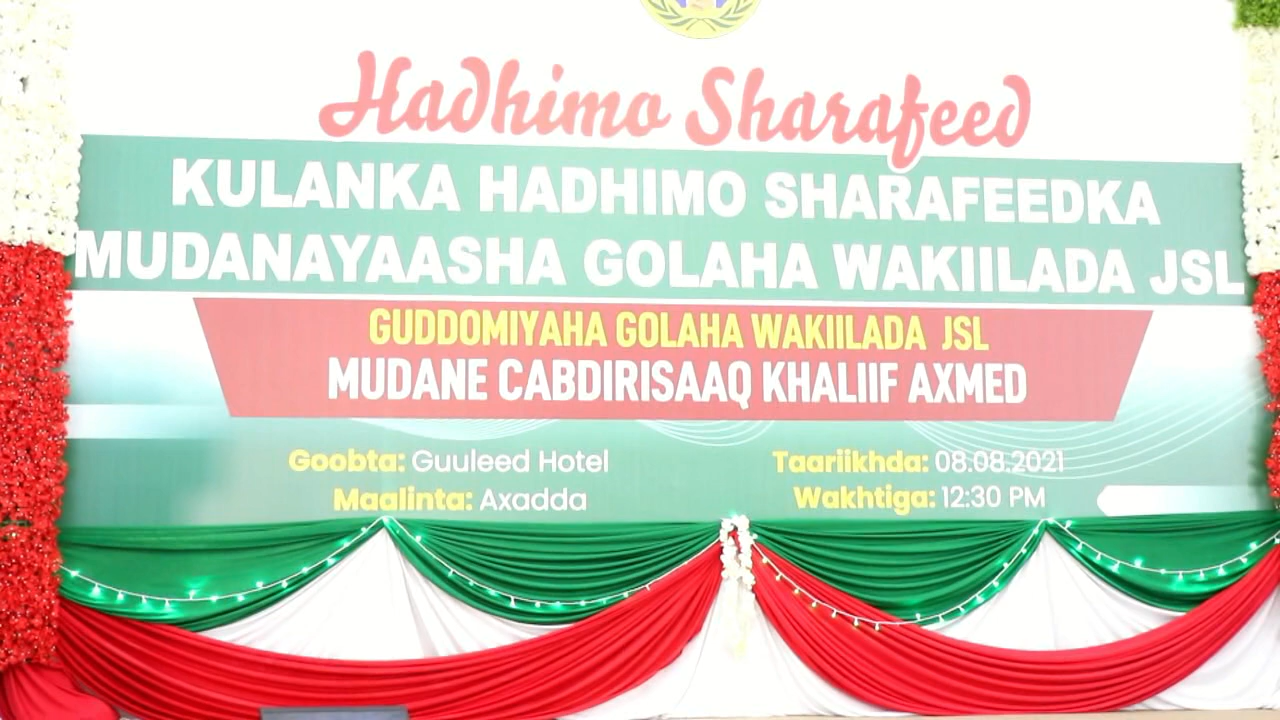 Hadhimo Sharafeed
KULANKA HADHIMO SHARAFEEDKA
MUDANAYAASHA GOLAHA WAKIILADA JSL
GUDDOMIYAHA GOLAHA WAKIILADA JSL
MUDANE CABDIRISAAQ KHALIIF AXMED
Goobta: Guuleed Hotel
Taariikhda: 08.08.2021
Maalinta: Axadda
Wakhtiga: 12:30 PM